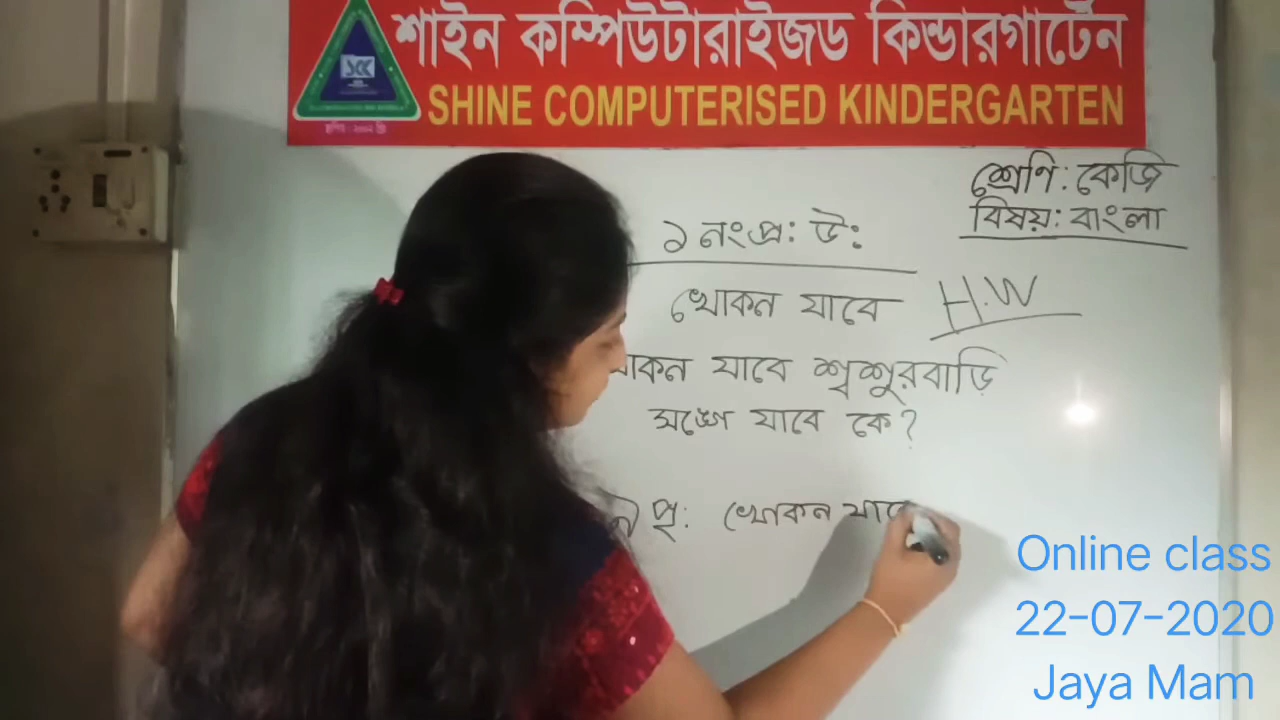 শাইন কম্পিউটারাইজড কিন্ডারগার্টেন
SHINE COMPUTERISED KINDERGARTEN
শ্রেণি: কেজি
বিষয়: বাংলা
১ নং প্র: উ:
খোকন যাবে
H.W
যাবে শ্বশুরবাড়ি
সঙ্গে যাবে কে?
প্র: খোকন যাবে
Online class
22-07-2020
Jaya Mam